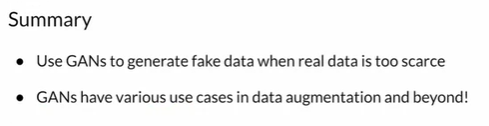 Summary
• Use GANs to generate fake data when real data is too scarce
• GANs have various use cases in data augmentation and beyond!